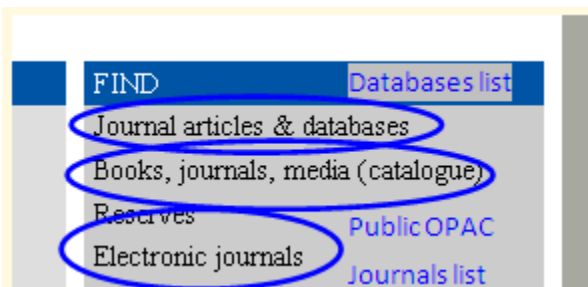 FIND Databases list
Journal articles & databases
Books, journals, media (catalogue)
Reserves
Public OPAC
Electronic journals
Journals list